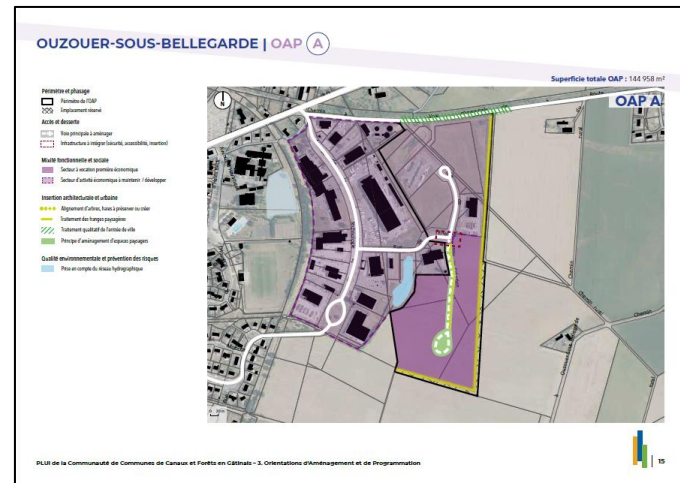 OUZOUER-SOUS-BELLEGARDE | OAP A
Superficie totale OAP : 144 958 m²
OAP A
N
Périmètre et phasage
Périmètre de l'OAP
Emplacement réservé
Accès et desserte
Voie principale à aménager
Infrastructure à intégrer (sécurité, accessibilité, insertion)
Mixité fonctionnelle et sociale
Secteur à vocation première économique
Secteur d'activité économique à maintenir / développer
Insertion architecturale et urbaine
Alignement d'arbres, haies à préserver ou créer
Traitement des franges paysagères
Traitement qualitatif de l'entrée de ville
Principe d'aménagement d'espaces paysagers
Qualité environnementale et prévention des risques
Prise en compte du réseau hydrographique
Chemin
Chemin
Chemin
Chemin
PLUi de la Communauté de Communes de Canaux et Forêts en Gâtinais – 3. Orientations d'Aménagement et de Programmation
15